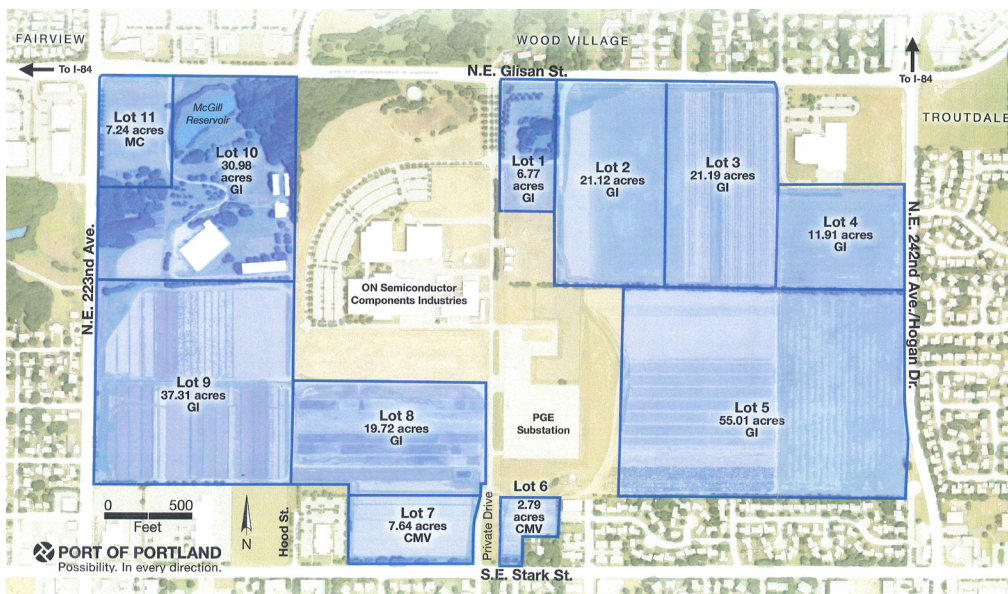 FAIRVIEW
WOOD VILLAGE
To I-84
N.E. Glisan St.
To I-84
TROUTDALE
Lot 11
7.24 acres
MC
McGill
Reservoir
Lot 10
30.98
acres
GI
Lot 1
6.77
acres
GI
Lot 2
21.12 acres
GI
Lot 3
21.19 acres
GI
Lot 4
11.91 acres
GI
N.E. 223nd Ave.
N.E. 242nd Ave./Hogan Dr.
ON Semiconductor
Components Industries
Lot 9
37.31 acres
GI
Lot 8
19.72 acres
GI
PGE
Substation
Lot 5
55.01 acres
GI
Lot 6
2.79
acres
CMV
Lot 7
7.64 acres
CMV
Private Drive
Hood St.
0 500
Feet
N
PORT OF PORTLAND
Possibility. In every direction.
S.E. Stark St.